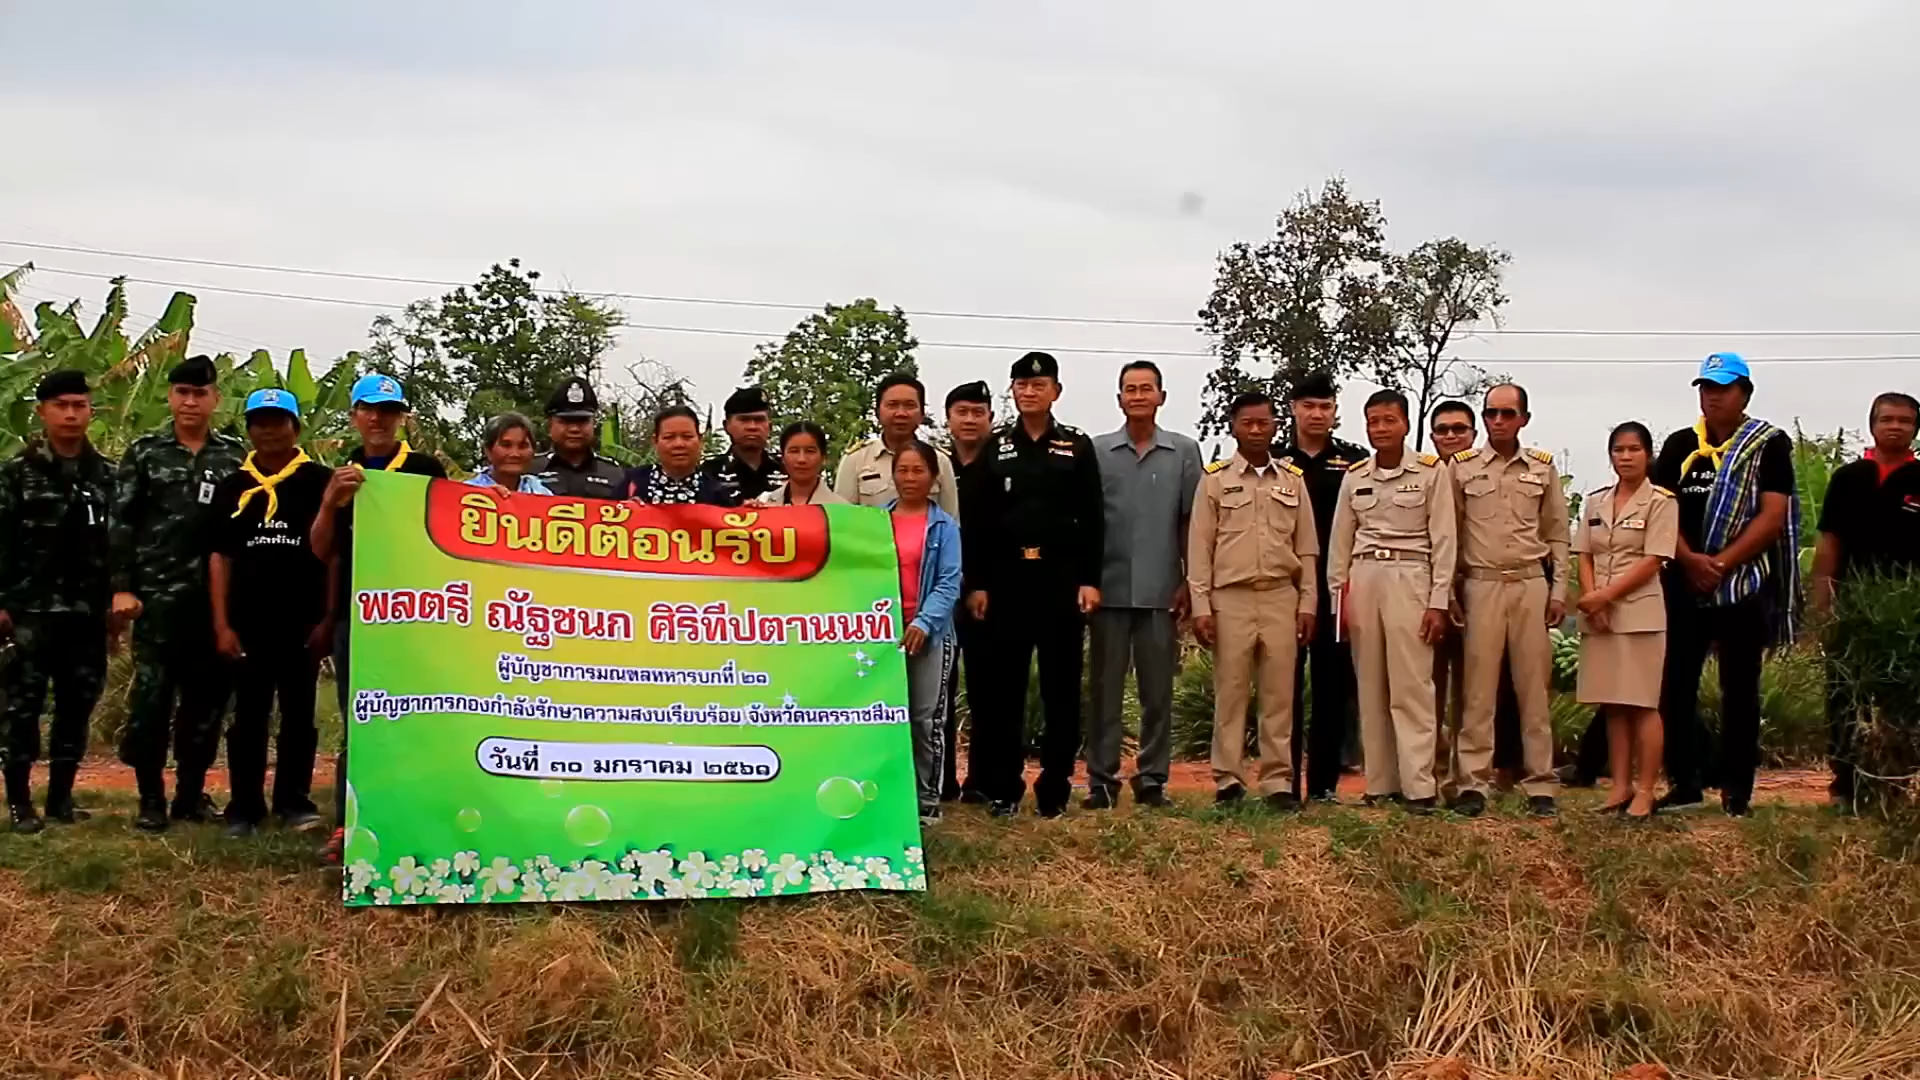 ยินดีต้อนรับ
พลตรี ณัฐชนก ศิริทีปตานนท์
ผู้บัญชาการมณฑลทหารบกที่ ๒๑
ผู้บัญชาการกองกำลังรักษาความสงบเรียบร้อย จังหวัดนครราชสีมา
วันที่ ๓๐ มกราคม ๒๕๖๑